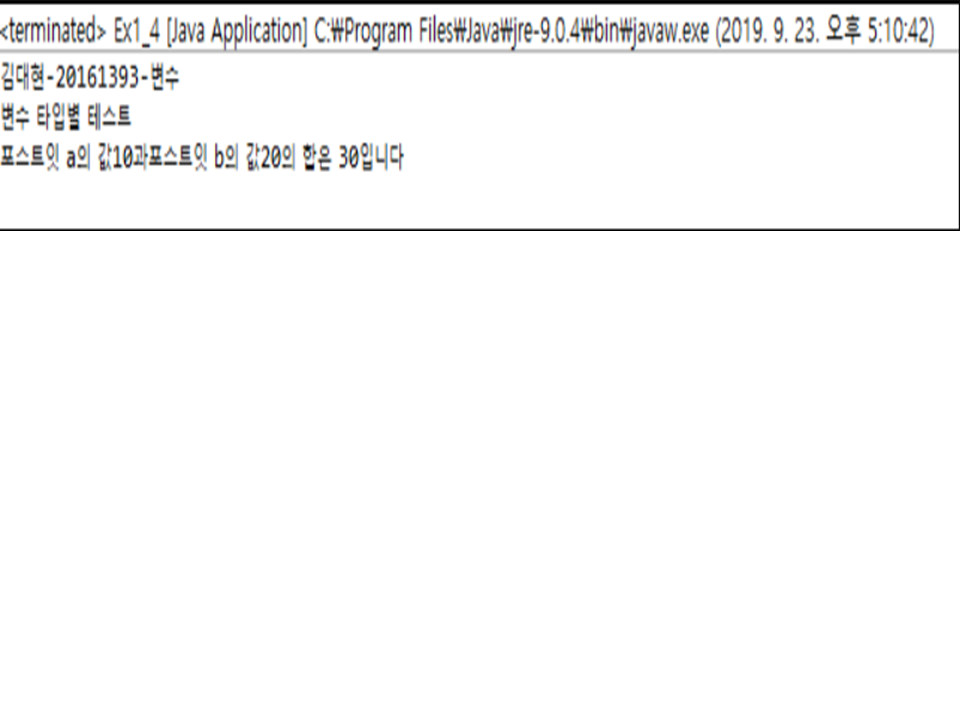 <terminated> Ex1_4 [Java Application] C:₩Program Files₩Java₩jre-9.0.4₩bin₩javaw.exe (2019. 9. 23. 오후 5:10:42)
김대현-20161393-변수
변수 타입별 테스트
포스트잇 a의 값10과포스트잇 b의 값20의 합은 30입니다